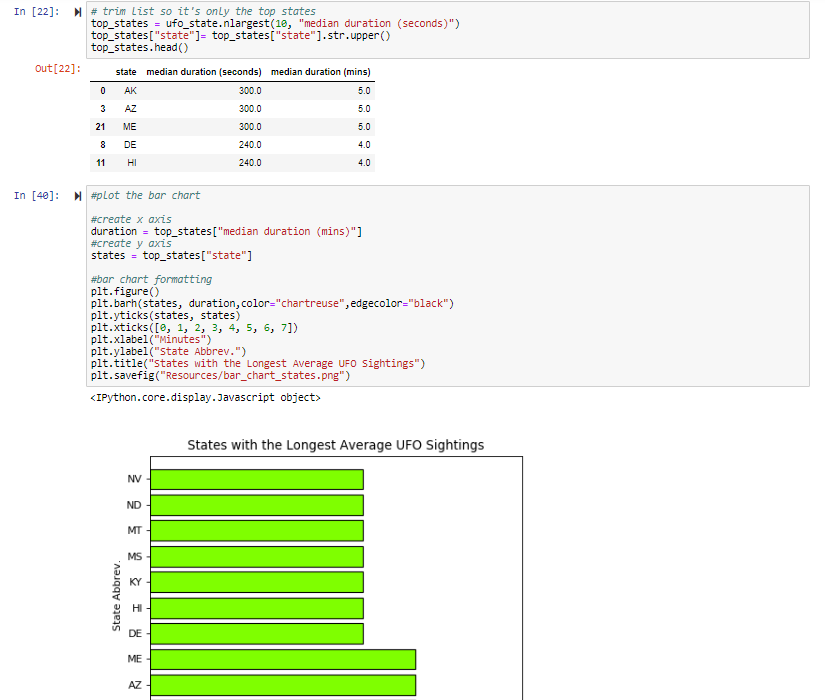 In [22]:
# trim list so it's only the top states
top_states = ufo_state.nlargest(10, "median duration (seconds)")
top_states["state"]= top_states["state"].str.upper()
top_states.head()
Out[22]:
state median duration (seconds) median duration (mins)
0 AK 300.0 5.0
3 AZ 300.0 5.0
21 ME 300.0 5.0
8 DE 240.0 4.0
11 HI 240.0 4.0
In [40]:
#plot the bar chart
#create x axis
duration = top_states["median duration (mins)"]
#create y axis
states = top_states["state"]
#bar chart formatting
plt.figure()
plt.barh(states, duration,color="chartreuse",edgecolor="black")
plt.yticks(states, states)
plt.xticks([0, 1, 2, 3, 4, 5, 6, 7])
plt.xlabel("Minutes")
plt.ylabel("State Abbrev.")
plt.title("States with the Longest Average UFO Sightings")
plt.savefig("Resources/bar_chart_states.png")
<IPython.core.display.Javascript object>
States with the Longest Average UFO Sightings
State Abbrev.
NV
ND
MT
MS
KY
HI
DE
ME
AZ